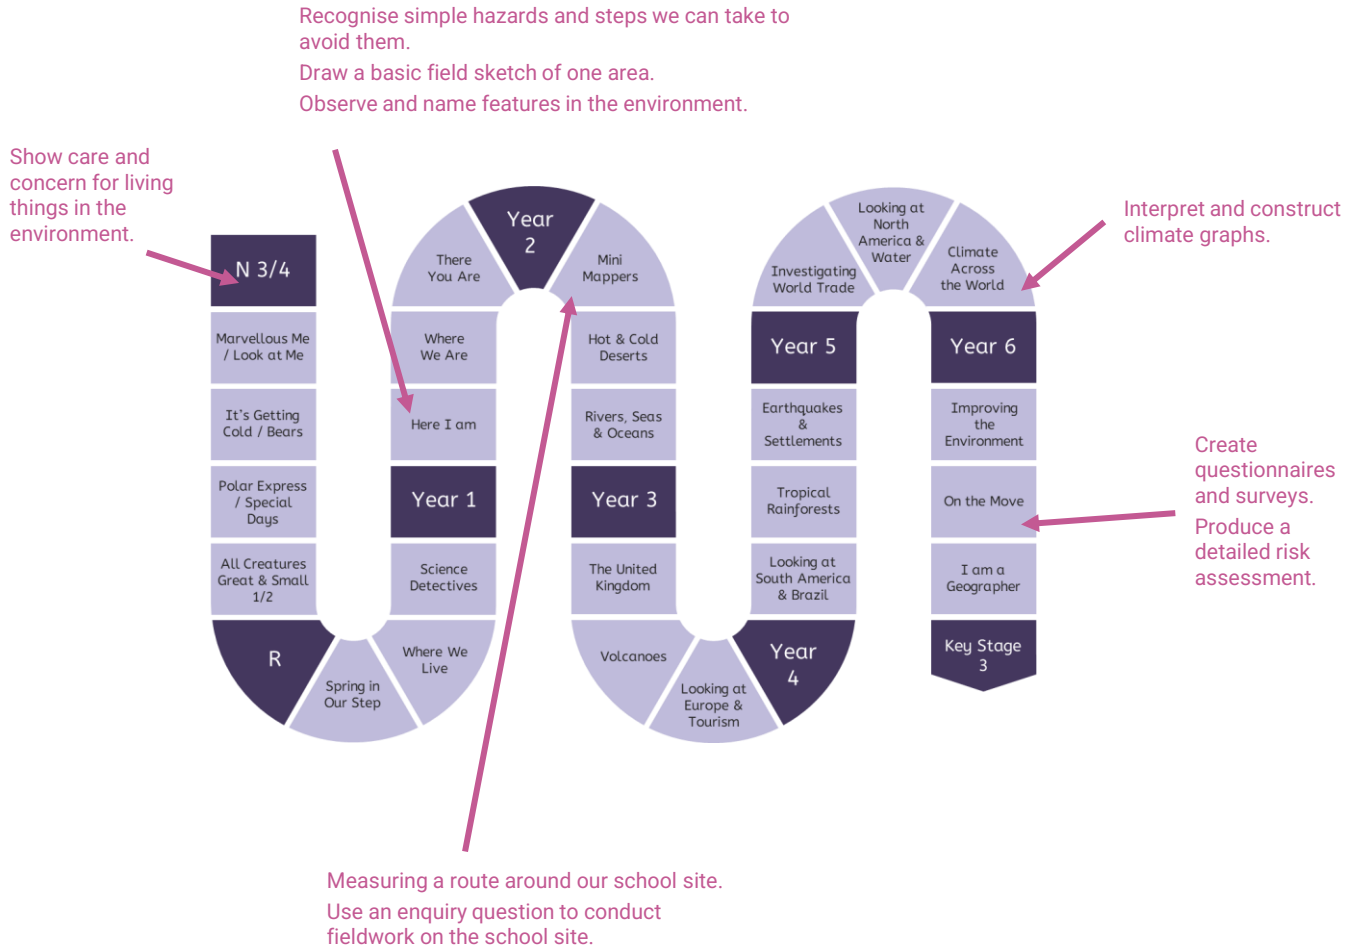 Recognise simple hazards and steps we can take to
avoid them.
Draw a basic field sketch of one area.
Observe and name features in the environment.
Show care and
concern for living
things in the
environment.
N 3/4
Marvellous Me
/ Look at Me
It's Getting
Cold / Bears
Polar Express
/ Special
Days
All Creatures
Great & Small
1/2
R
Spring in
Our Step
Where We
Live
Science
Detectives
Year 1
Here I am
Where
We Are
There
You Are
Year
2
Mini
Mappers
Hot & Cold
Deserts
Rivers, Seas
& Oceans
Year 3
The United
Kingdom
Volcanoes
Looking at
Europe &
Tourism
Year
4
Looking at
South America
& Brazil
Tropical
Rainforests
Earthquakes
&
Settlements
Year 5
Investigating
World Trade
Looking at
North
America &
Water
Climate
Across
the World
Year 6
Improving
the
Environment
On the Move
I am a
Geographer
Key Stage
3
Interpret and construct
climate graphs.
Create
questionnaires
and surveys.
Produce a
detailed risk
assessment.
Measuring a route around our school site.
Use an enquiry question to conduct
fieldwork on the school site.